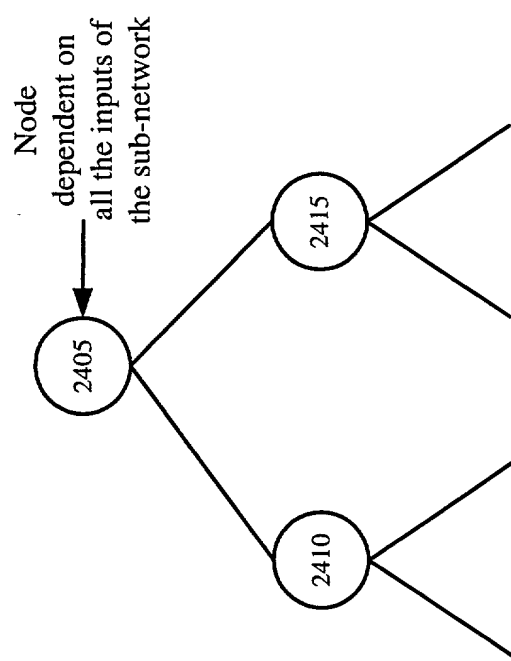 Node
dependent on
all the inputs of
the sub-network
2405
2410
2415